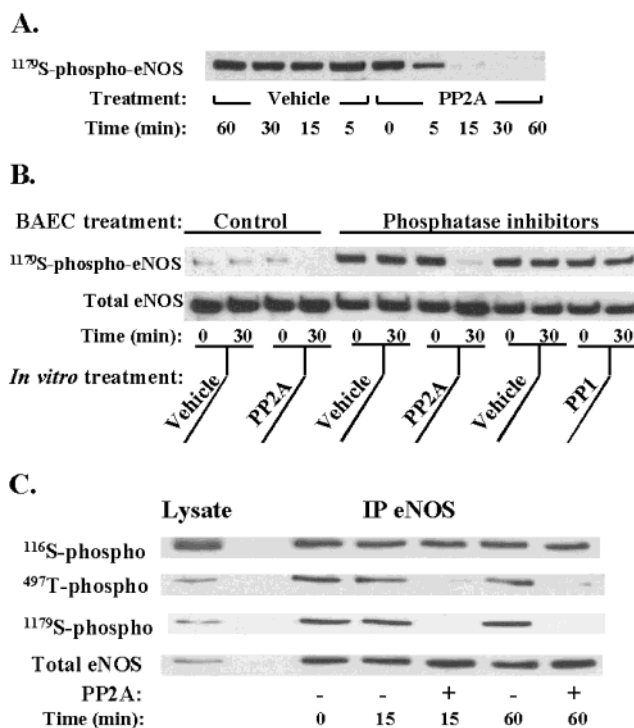 A.
¹¹⁷⁹S-phospho-eNOS
Treatment: Vehicle PP2A
Time (min): 60 30 15 5 0 5 15 30 60
B.
BAEC treatment: Control Phosphatase inhibitors
¹¹⁷⁹S-phospho-eNOS
Total eNOS
Time (min): 0 30 0 30 0 30 0 30 0 30 0 30
In vitro treatment:
Vehicle PP2A Vehicle PP2A Vehicle PP1
C.
Lysate IP eNOS
¹¹⁶S-phospho
⁴⁹⁷T-phospho
¹¹⁷⁹S-phospho
Total eNOS
PP2A: - - + - +
Time (min): 0 15 15 60 60